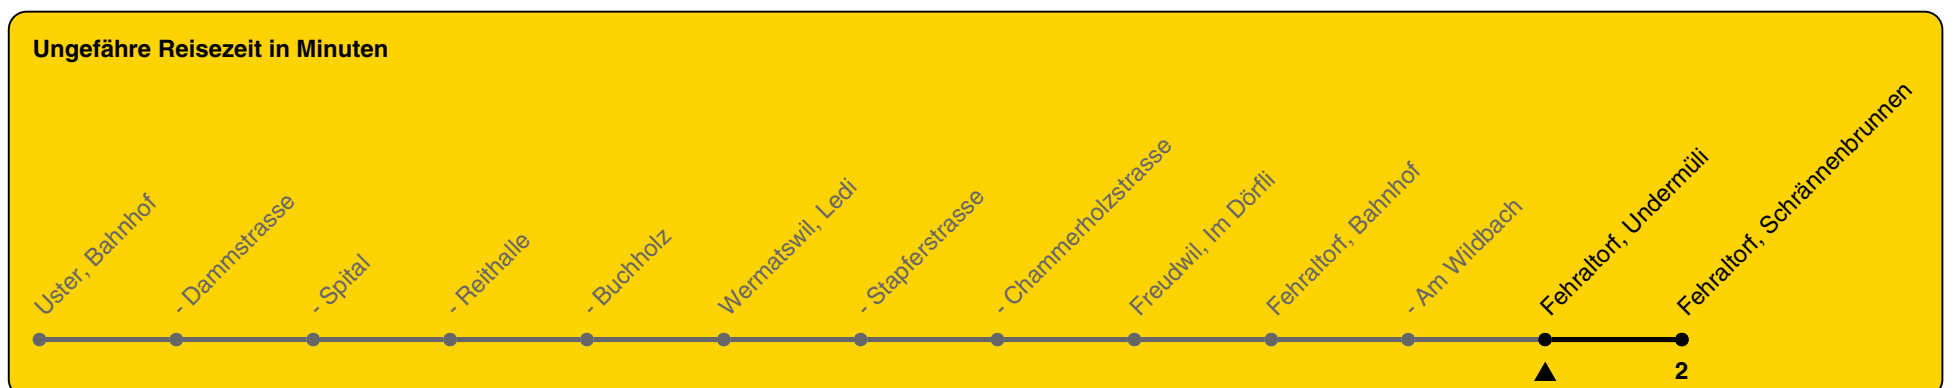 Ungefähre Reisezeit in Minuten
Uster, Bahnhof
- Dammstrasse
- Spital
- Reithalle
- Buchholz
Wermatswil, Ledi
- Stapferstrasse
- Chammerholzstrasse
Freudwil, Im Dörfli
Fehraltorf, Bahnhof
- Am Wildbach
Fehraltorf, Undermüli
Fehraltorf, Schrännenbrunnen
2